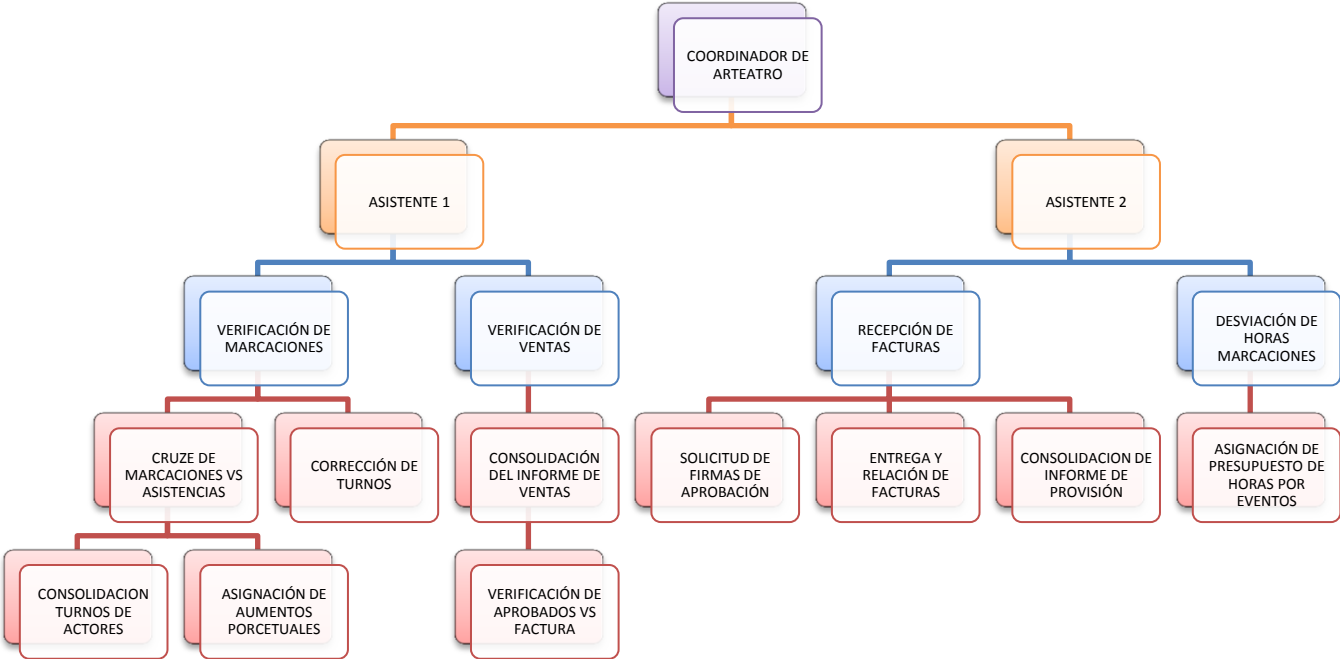 COORDINADOR DE
ARTEATRO
ASISTENTE 1
ASISTENTE 2
VERIFICACIÓN DE
MARCACIONES
VERIFICACIÓN DE
VENTAS
RECEPCIÓN DE
FACTURAS
DESVIACIÓN DE
HORAS
MARCACIONES
CRUZE DE
MARCACIONES VS
ASISTENCIAS
CORRECCIÓN DE
TURNOS
CONSOLIDACIÓN
DEL INFORME DE
VENTAS
SOLICITUD DE
FIRMAS DE
APROBACIÓN
ENTREGA Y
RELACIÓN DE
FACTURAS
CONSOLIDACION DE
INFORME DE
PROVISIÓN
ASIGNACIÓN DE
PRESUPUESTO DE
HORAS POR
EVENTOS
CONSOLIDACION
TURNOS DE
ACTORES
ASIGNACIÓN DE
AUMENTOS
PORCETUALES
VERIFICACIÓN DE
APROBADOS VS
FACTURA